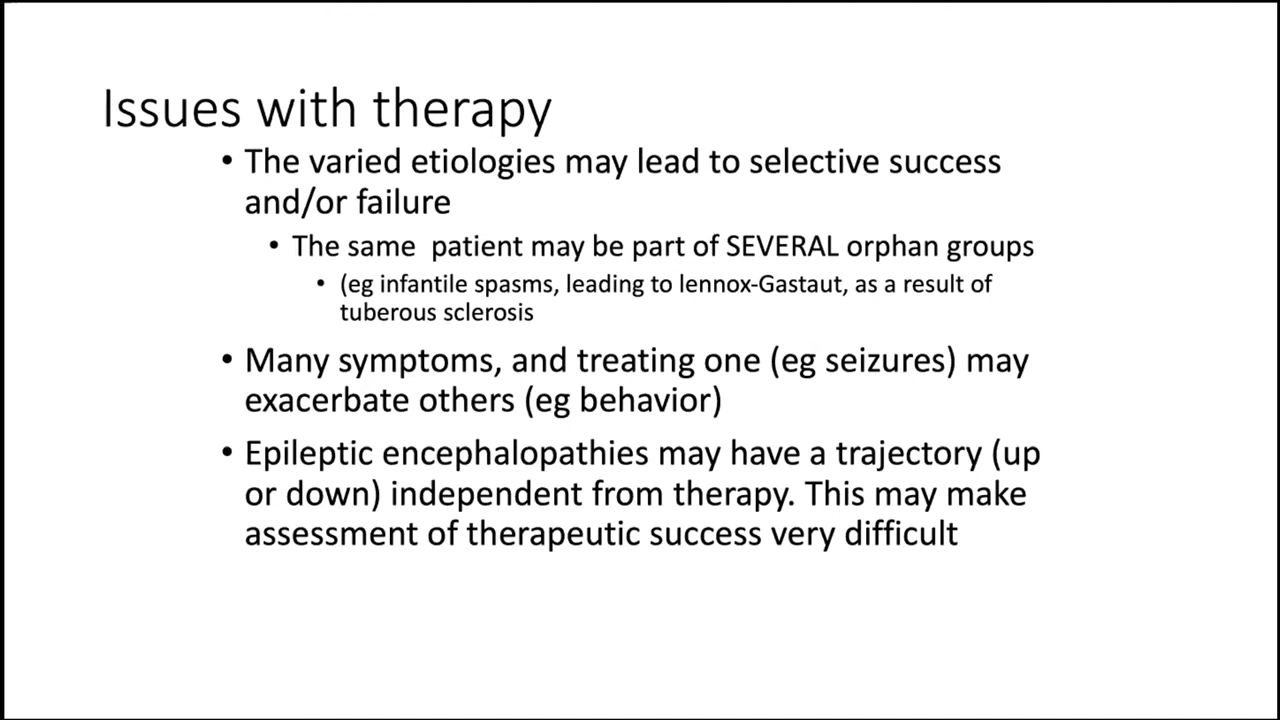 Issues with therapy
• The varied etiologies may lead to selective success
and/or failure
• The same  patient may be part of SEVERAL orphan groups
• (eg infantile spasms, leading to lennox-Gastaut, as a result of
tuberous sclerosis
• Many symptoms, and treating one (eg seizures) may
exacerbate others (eg behavior)
• Epileptic encephalopathies may have a trajectory (up
or down) independent from therapy. This may make
assessment of therapeutic success very difficult